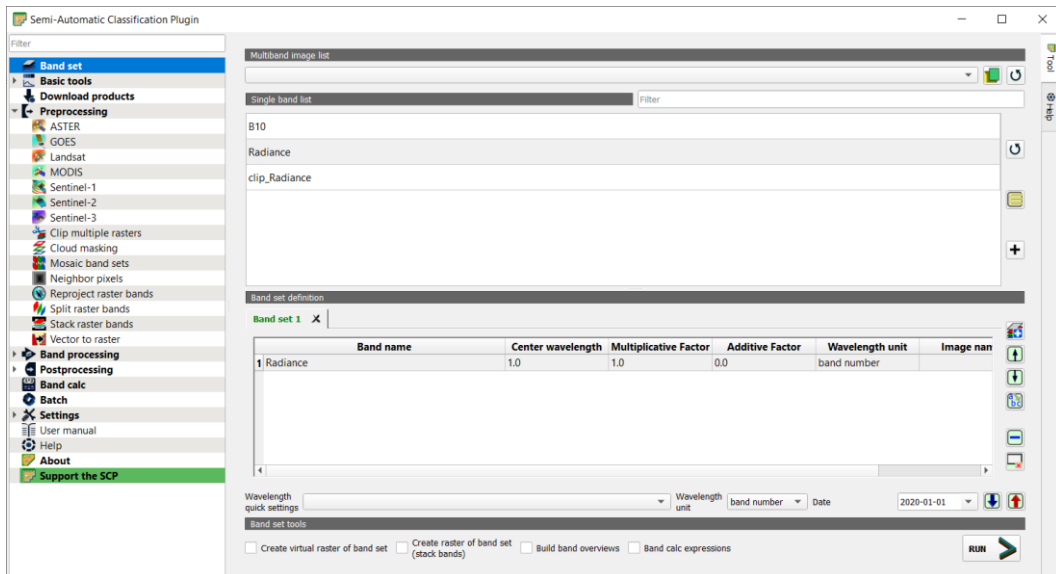 Semi-Automatic Classification Plugin
Filter
Band set
Basic tools
Download products
Preprocessing
ASTER
GOES
Landsat
MODIS
Sentinel-1
Sentinel-2
Sentinel-3
Clip multiple rasters
Cloud masking
Mosaic band sets
Neighbor pixels
Reproject raster bands
Split raster bands
Stack raster bands
Vector to raster
Band processing
Postprocessing
Band calc
Batch
Settings
User manual
Help
About
Support the SCP
Multiband image list
Single band list Filter
B10
Radiance
clip_Radiance
Band set definition
Band set 1
Band name Center wavelength Multiplicative Factor Additive Factor Wavelength unit Image nam
1 Radiance 1.0 1.0 0.0 band number
Wavelength
quick settings
Wavelength
unit
band number Date 2020-01-01
Band set tools
Create virtual raster of band set
Create raster of band set
(stack bands)
Build band overviews
Band calc expressions
RUN
Tool
Help